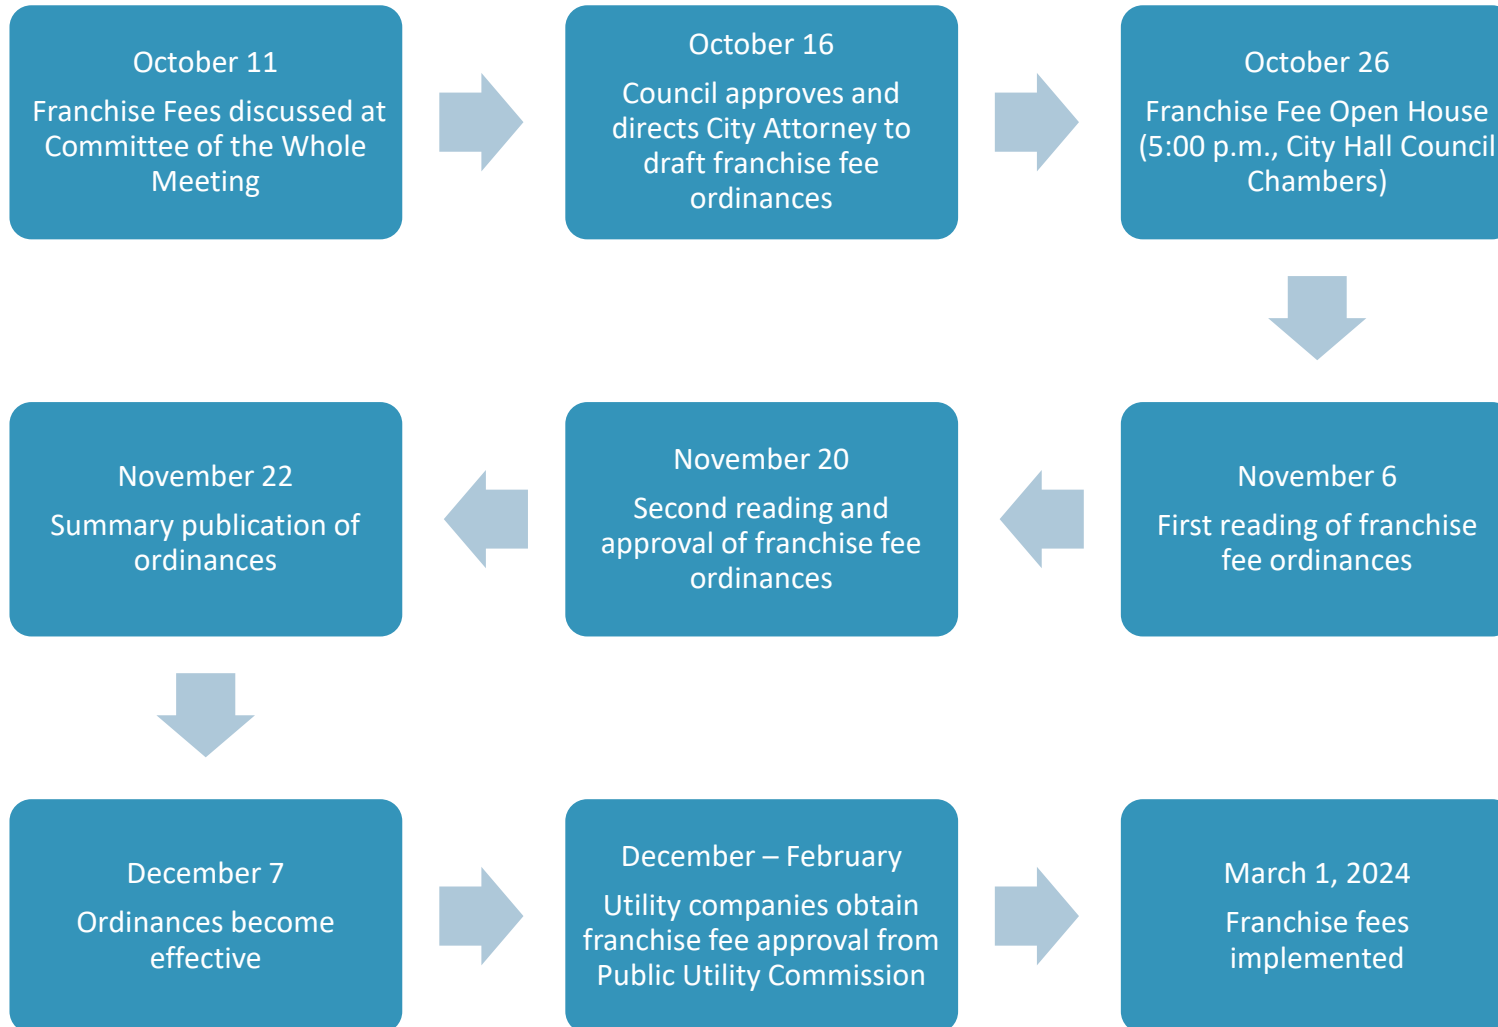 October 11
Franchise Fees discussed at
Committee of the Whole
Meeting
October 16
Council approves and
directs City Attorney to
draft franchise fee
ordinances
October 26
Franchise Fee Open House
(5:00 p.m., City Hall Council
Chambers)
November 6
First reading of franchise
fee ordinances
November 20
Second reading and
approval of franchise fee
ordinances
November 22
Summary publication of
ordinances
December 7
Ordinances become
effective
December – February
Utility companies obtain
franchise fee approval from
Public Utility Commission
March 1, 2024
Franchise fees
implemented